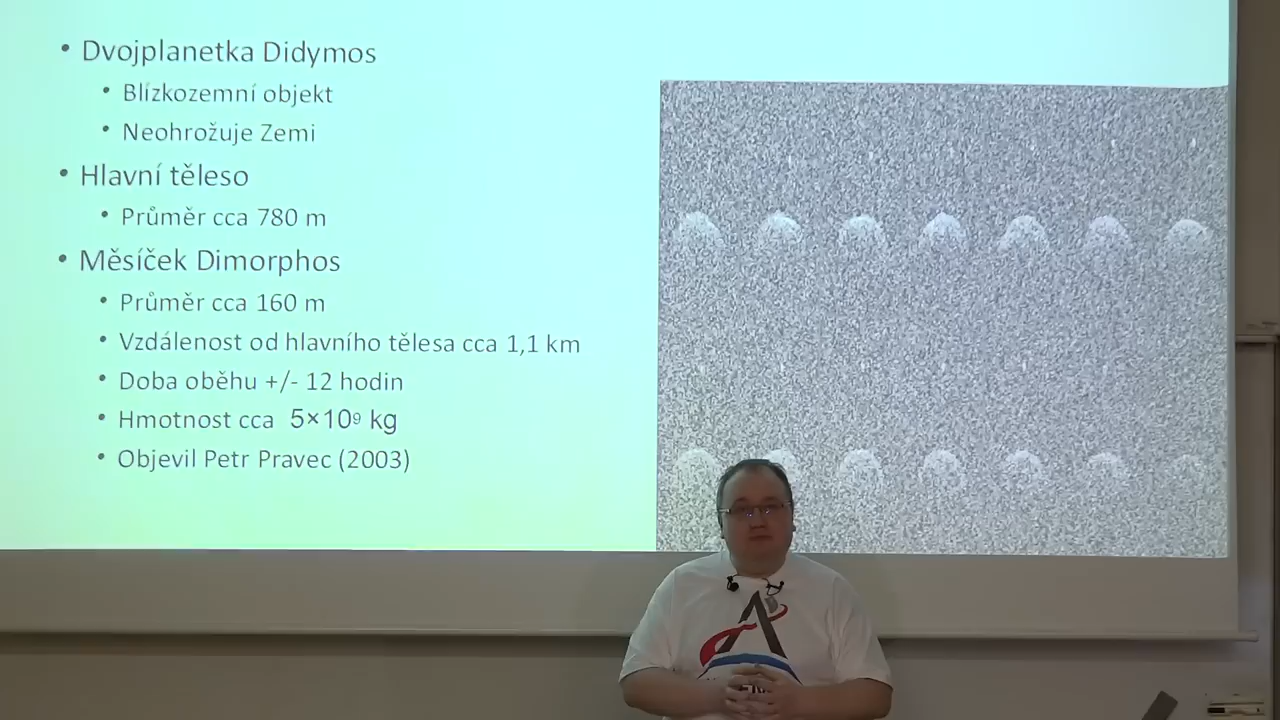 • Dvojplanetka Didymos
• Blízkozemní objekt
• Neohrožuje Zemi
• Hlavní těleso
• Průměr cca 780 m
• Měsíček Dimorphos
• Průměr cca 160 m
• Vzdálenost od hlavního tělesa cca 1,1 km
• Doba oběhu +/- 12 hodin
• Hmotnost cca 5×10⁹ kg
• Objevil Petr Pravec (2003)